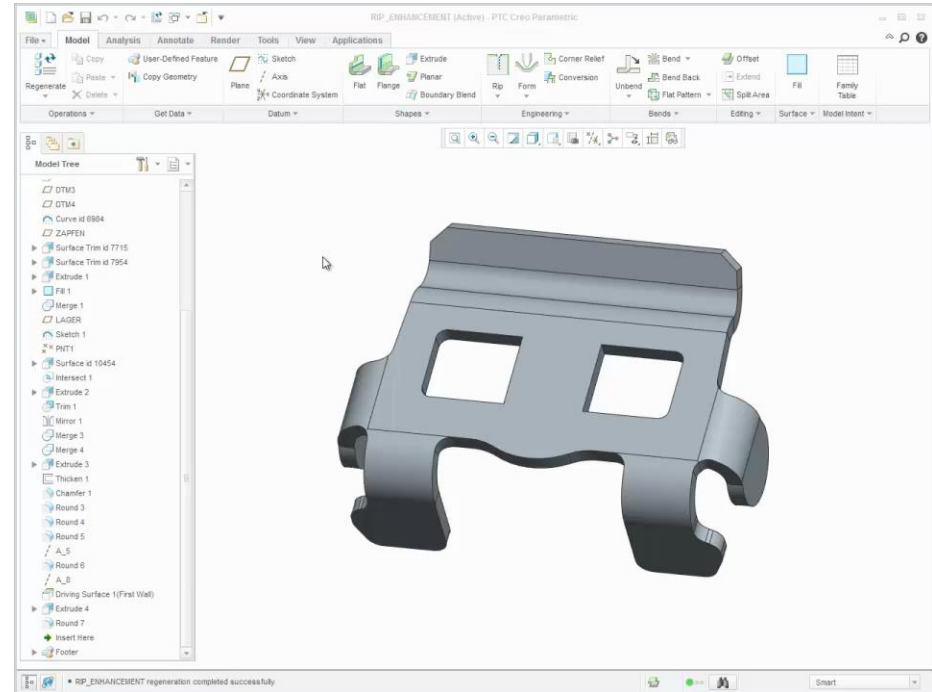 RIP_ENHANCEMENT (Active) - PTC Creo Parametric
File Model Analysis Annotate Render Tools View Applications
Regenerate
Copy
Paste
Delete
User-Defined Feature
Copy Geometry
Plane
Sketch
Axis
Coordinate System
Flat
Flange
Extrude
Planar
Boundary Blend
Rip
Form
Corner Relief
Conversion
Unbend
Bend
Bend Back
Flat Pattern
Offset
Extend
Split Area
Fill
Family
Table
Operations Get Data Datum Shapes Engineering Bends Editing Surface Model Intent
Model Tree
DTM3
DTM4
Curve id 6984
ZAPFEN
Surface Trim id 7715
Surface Trim id 7954
Extrude 1
Fill 1
Merge 1
LAGER
Sketch 1
PNT1
Surface id 10454
Intersect 1
Extrude 2
Trim 1
Mirror 1
Merge 3
Merge 4
Extrude 3
Thicken 1
Chamfer 1
Round 3
Round 4
Round 5
A_5
Round 6
A_8
Driving Surface 1(First Wall)
Extrude 4
Round 7
Insert Here
Footer
• RIP_ENHANCEMENT regeneration completed successfully.
Smart